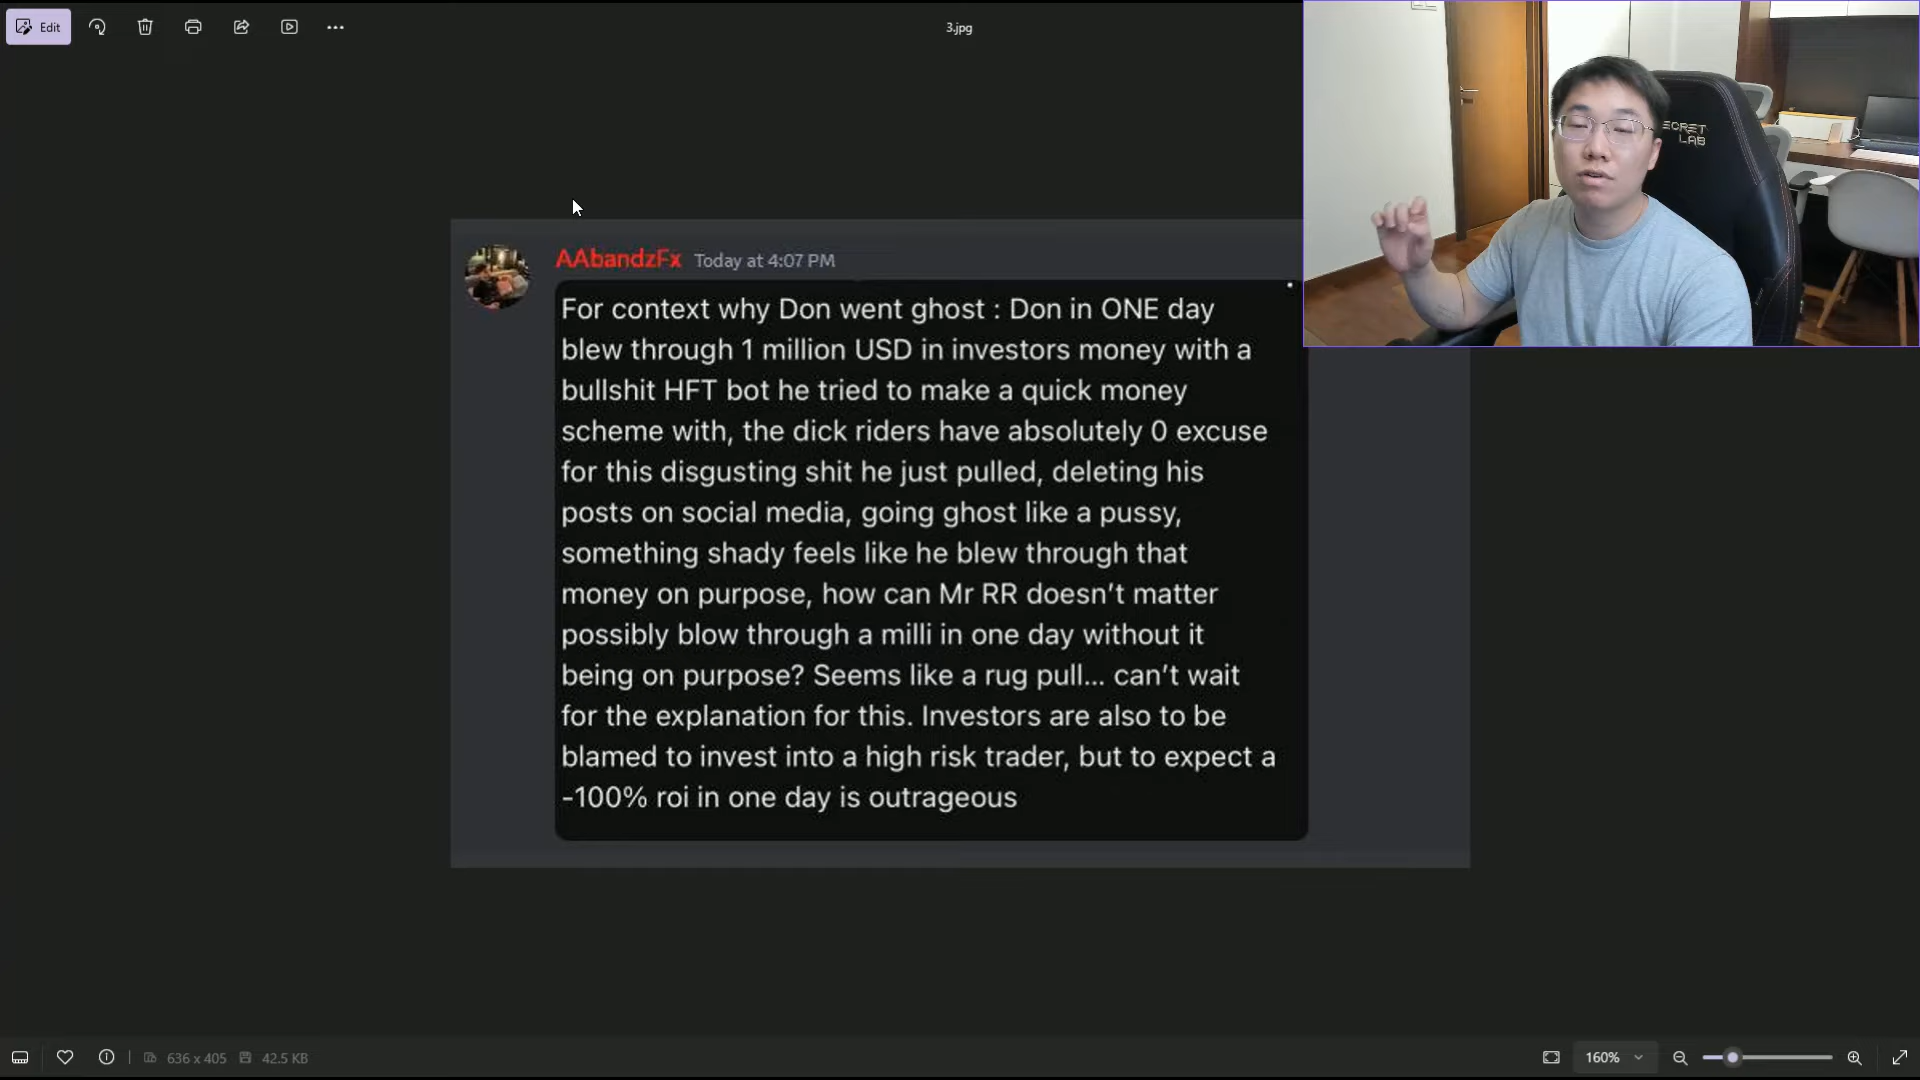 Edit
3.jpg
ECRET
LAB
AAbandzFx Today at 4:07 PM
For context why Don went ghost : Don in ONE day
blew through 1 million USD in investors money with a
bullshit HFT bot he tried to make a quick money
scheme with, the dick riders have absolutely 0 excuse
for this disgusting shit he just pulled, deleting his
posts on social media, going ghost like a pussy,
something shady feels like he blew through that
money on purpose, how can Mr RR doesn’t matter
possibly blow through a milli in one day without it
being on purpose? Seems like a rug pull... can’t wait
for the explanation for this. Investors are also to be
blamed to invest into a high risk trader, but to expect a
-100% roi in one day is outrageous
636 x 405 42.5 KB
160%